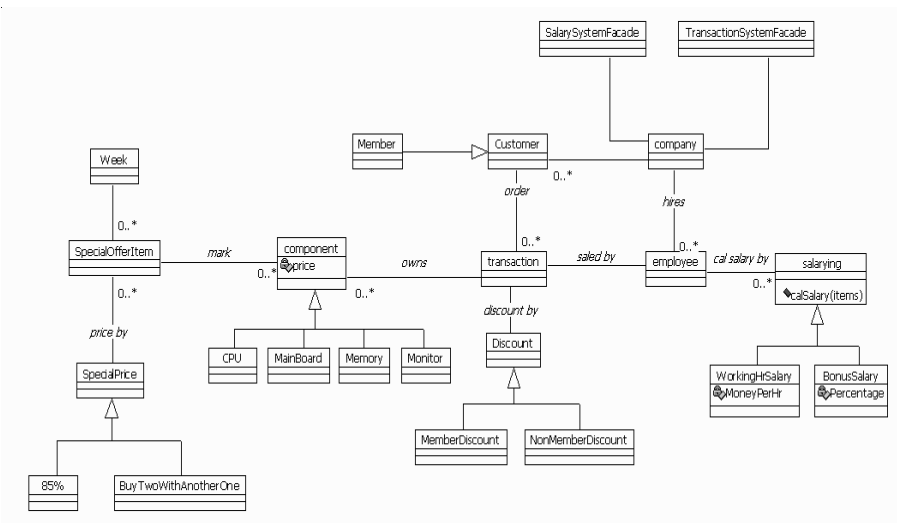 SalarySystemFacade
TransactionSystemFacade
Member
Customer
company
Week
0..*
order
hires
0..*
0..*
0..*
SpecialOfferItem
mark
component
price
owns
transaction
saled by
employee
cal salary by
salarying
0..*
0..*
0..*
0..*
calSalary(items)
price by
discount by
CPU
MainBoard
Memory
Monitor
Discount
SpecialPrice
WorkingHrSalary
MoneyPerHr
BonusSalary
Percentage
MemberDiscount
NonMemberDiscount
85%
BuyTwoWithAnotherOne